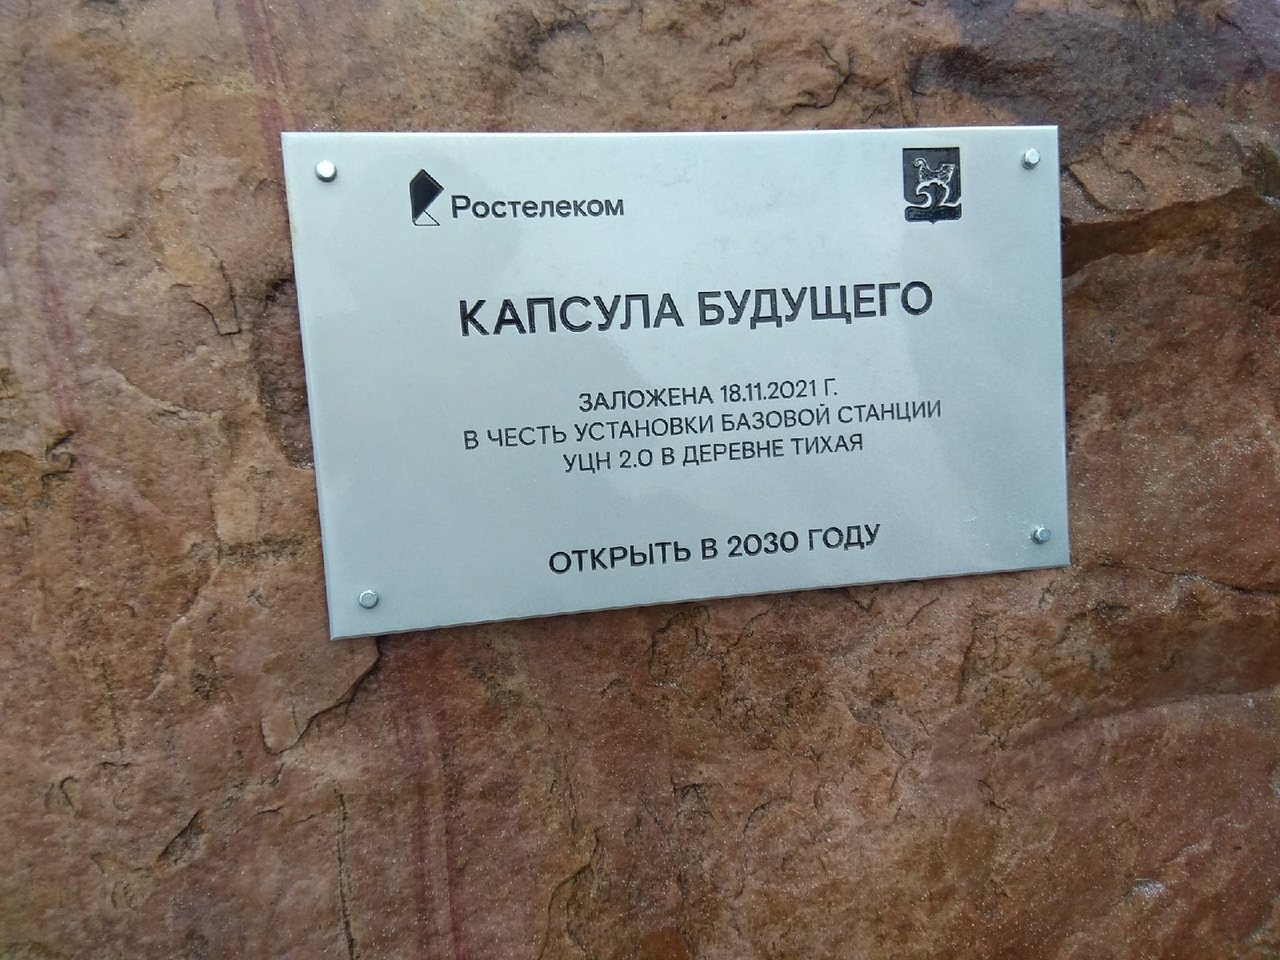 Ростелеком
52
КАПСУЛА БУДУЩЕГО
ЗАЛОЖЕНА 18.11.2021 Г.
В ЧЕСТЬ УСТАНОВКИ БАЗОВОЙ СТАНЦИИ
УЦН 2.0 В ДЕРЕВНЕ ТИХАЯ
ОТКРЫТЬ В 2030 ГОДУ